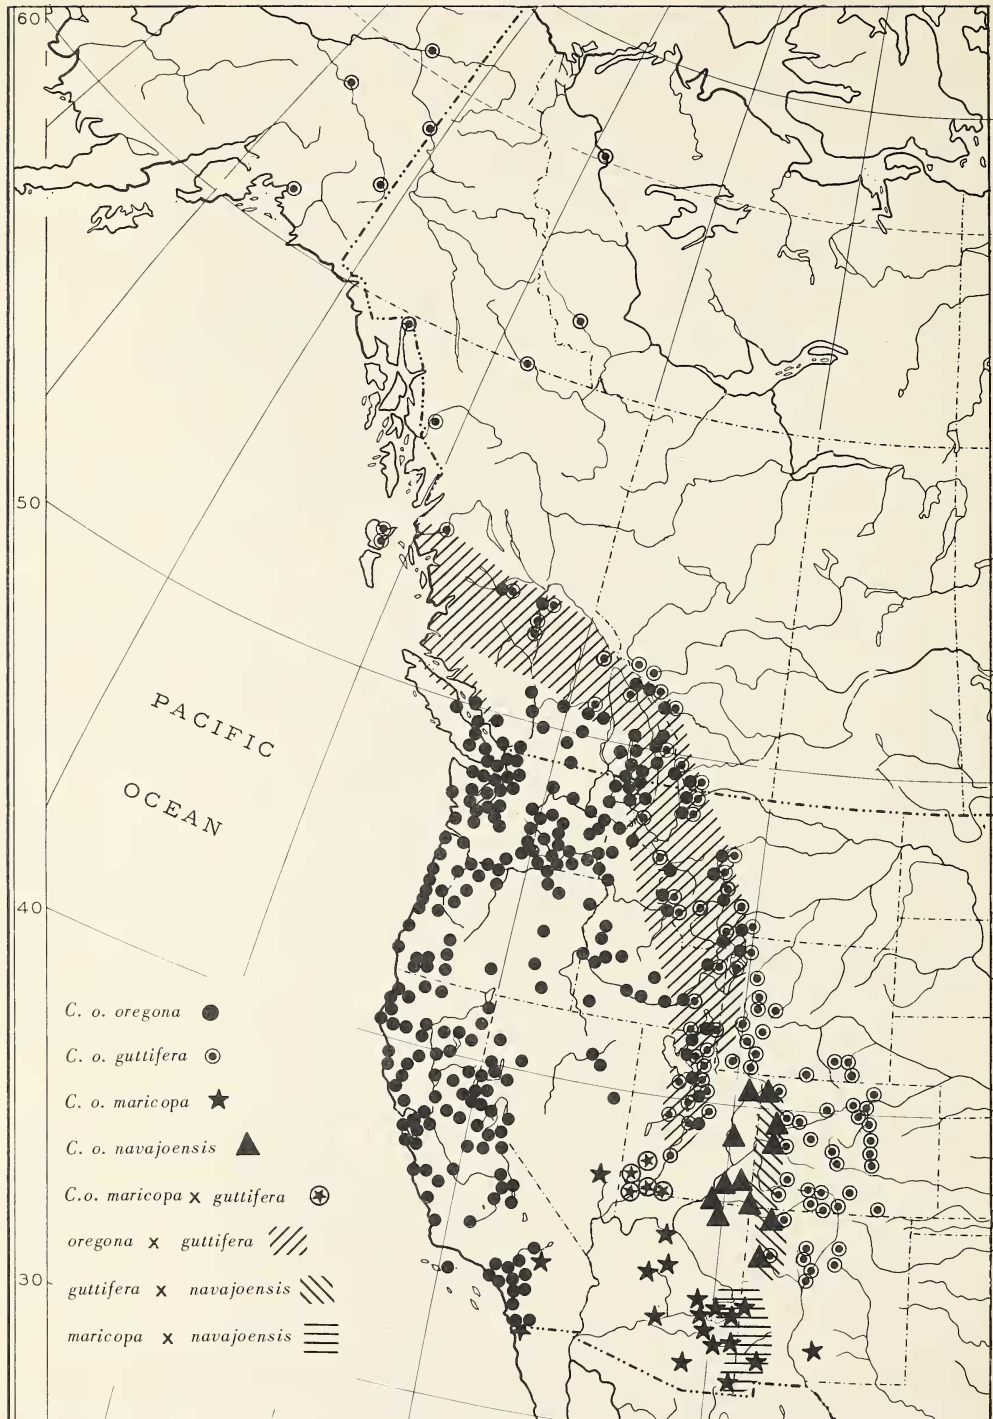 60
50
PACIFIC
OCEAN
40
C. o. oregona
C. o. guttifera
C. o. maricopa
C. o. navajoensis
C.o. maricopa x guttifera
oregona x guttifera
30
guttifera x navajoensis
maricopa x navajoensis